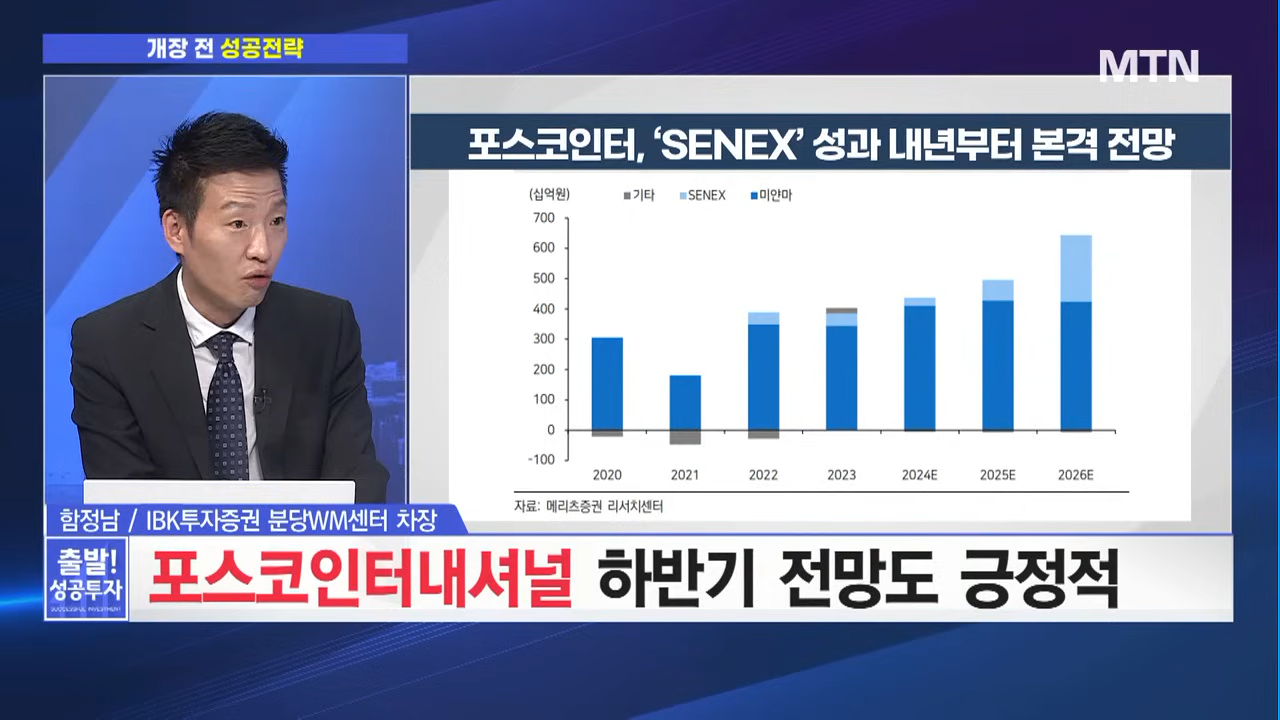 개장 전 성공전략
MTN
포스코인터, ‘SENEX’ 성과 내년부터 본격 전망
(십억원)
기타 SENEX 미얀마
700
600
500
400
300
200
100
0
-100
2020 2021 2022 2023 2024E 2025E 2026E
자료: 메리츠증권 리서치센터
함정남 / IBK투자증권 분당WM센터 차장
출발!
성공투자
SUCCESSFUL INVESTMENT
포스코인터내셔널 하반기 전망도 긍정적